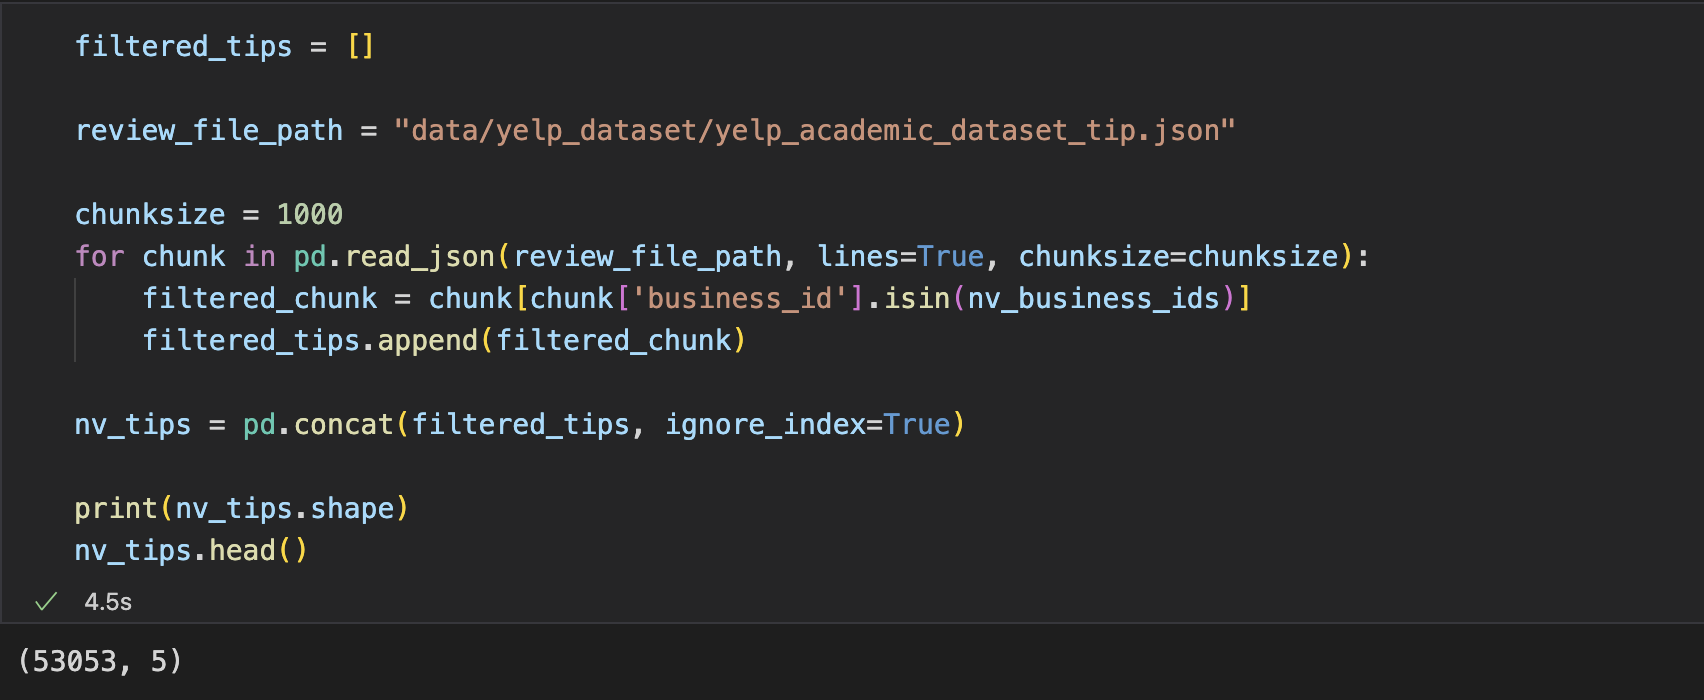 filtered_tips = []
review_file_path = "data/yelp_dataset/yelp_academic_dataset_tip.json"
chunksize = 1000
for chunk in pd.read_json(review_file_path, lines=True, chunksize=chunksize):
    filtered_chunk = chunk[chunk['business_id'].isin(nv_business_ids)]
    filtered_tips.append(filtered_chunk)
nv_tips = pd.concat(filtered_tips, ignore_index=True)
print(nv_tips.shape)
nv_tips.head()
✓ 4.5s
(53053, 5)